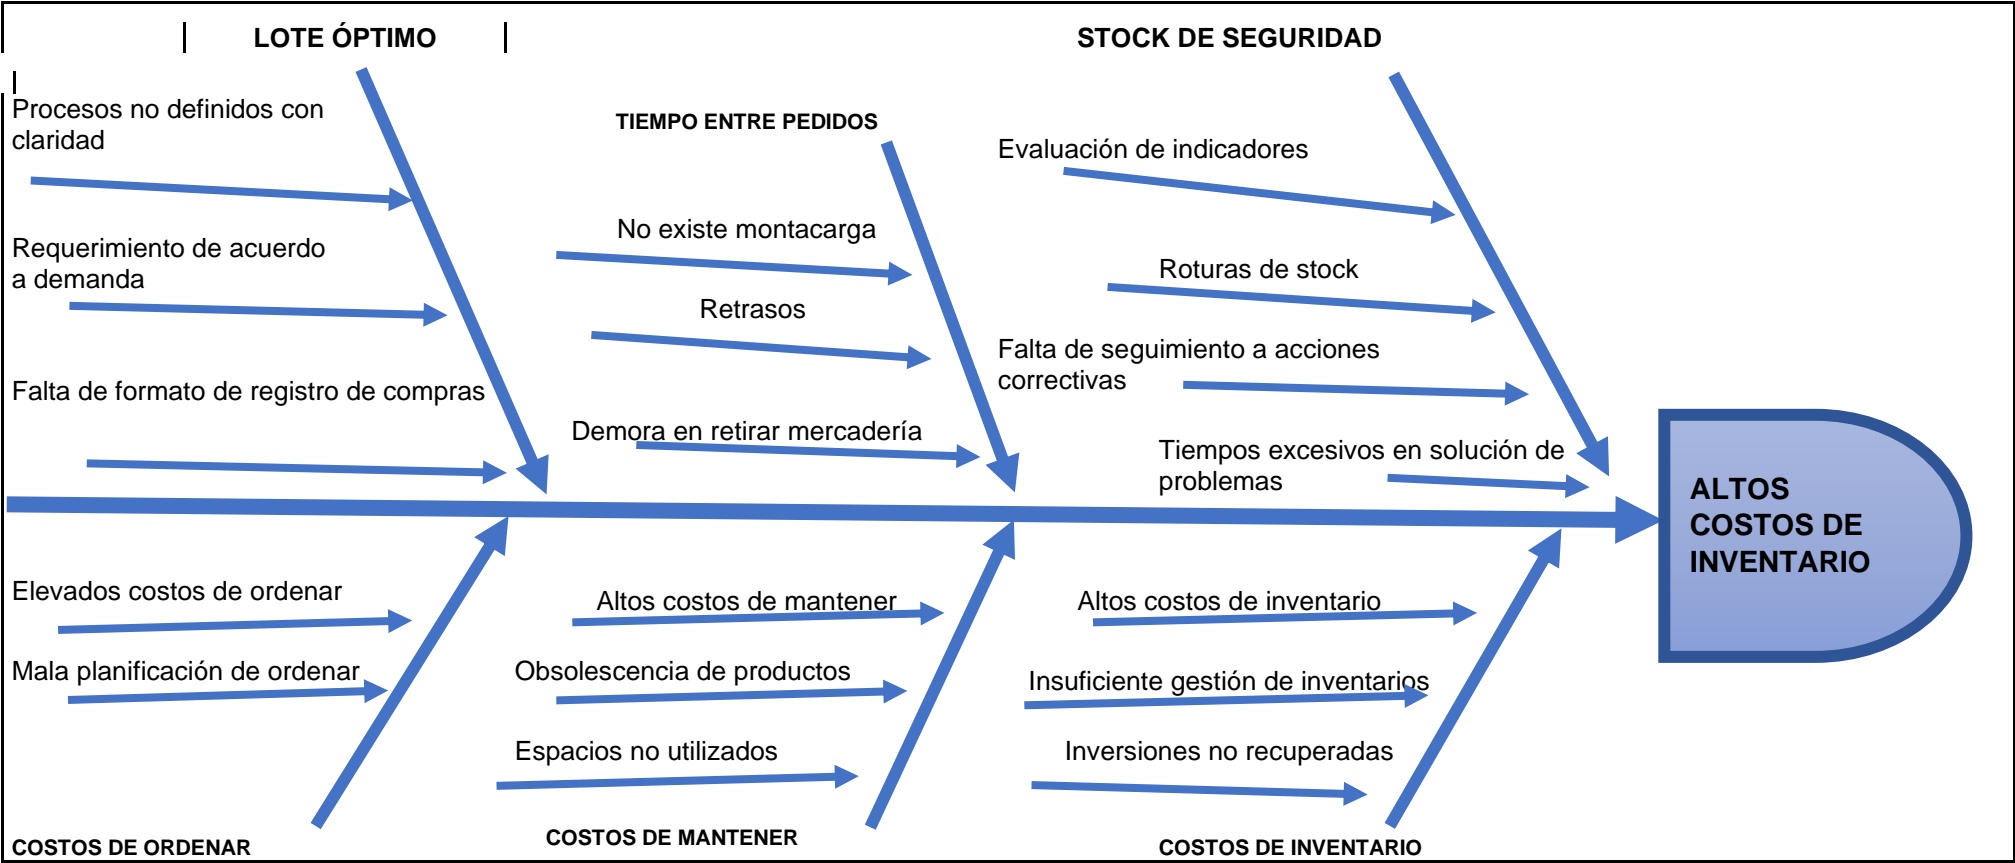 LOTE ÓPTIMO
STOCK DE SEGURIDAD
Procesos no definidos con
claridad
TIEMPO ENTRE PEDIDOS
Evaluación de indicadores
Requerimiento de acuerdo
a demanda
No existe montacarga
Roturas de stock
Retrasos
Falta de seguimiento a acciones
correctivas
Falta de formato de registro de compras
Demora en retirar mercadería
Tiempos excesivos en solución de
problemas
ALTOS
COSTOS DE
INVENTARIO
Elevados costos de ordenar
Altos costos de mantener
Altos costos de inventario
Mala planificación de ordenar
Obsolescencia de productos
Insuficiente gestión de inventarios
Espacios no utilizados
Inversiones no recuperadas
COSTOS DE ORDENAR
COSTOS DE MANTENER
COSTOS DE INVENTARIO